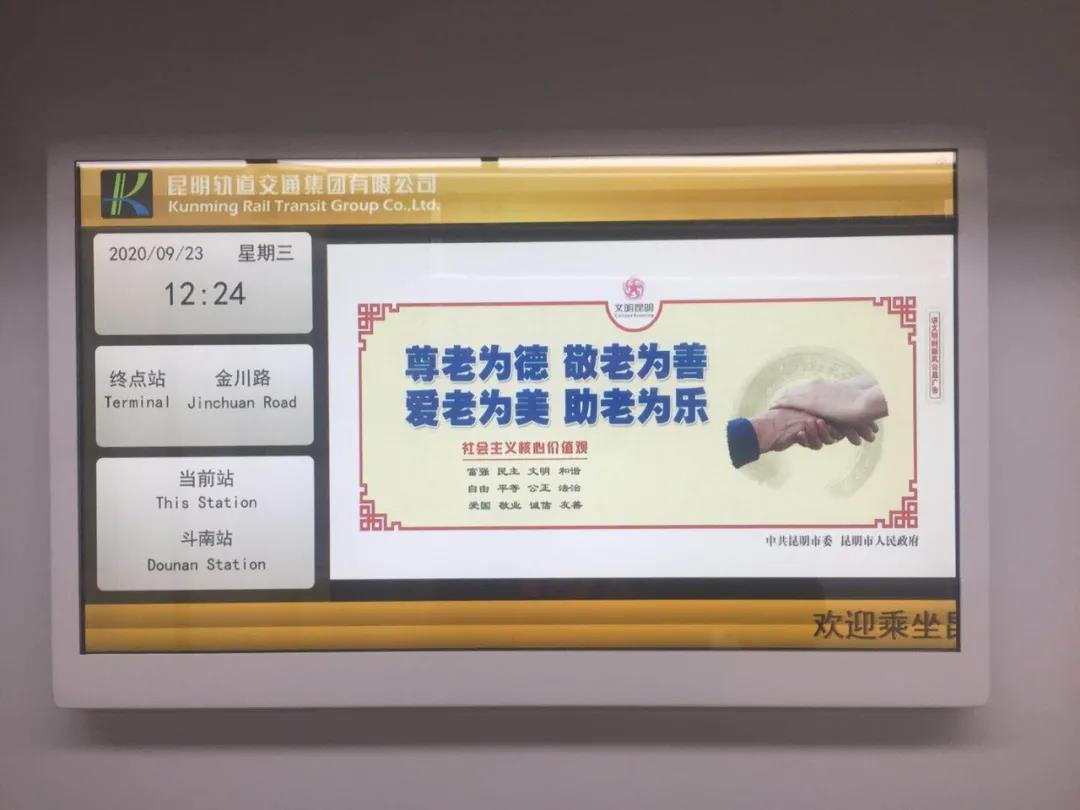 昆明轨道交通集团有限公司
Kunming Rail Transit Group Co.,Ltd.
2020/09/23 星期三
12:24
终点站 金川路
Terminal Jinchuan Road
当前站
This Station
斗南站
Dounan Station
文明昆明
尊老为德 敬老为善
爱老为美 助老为乐
社会主义核心价值观
富强 民主 文明 和谐
自由 平等 公正 法治
爱国 敬业 诚信 友善
中共昆明市委 昆明市人民政府
欢迎乘坐